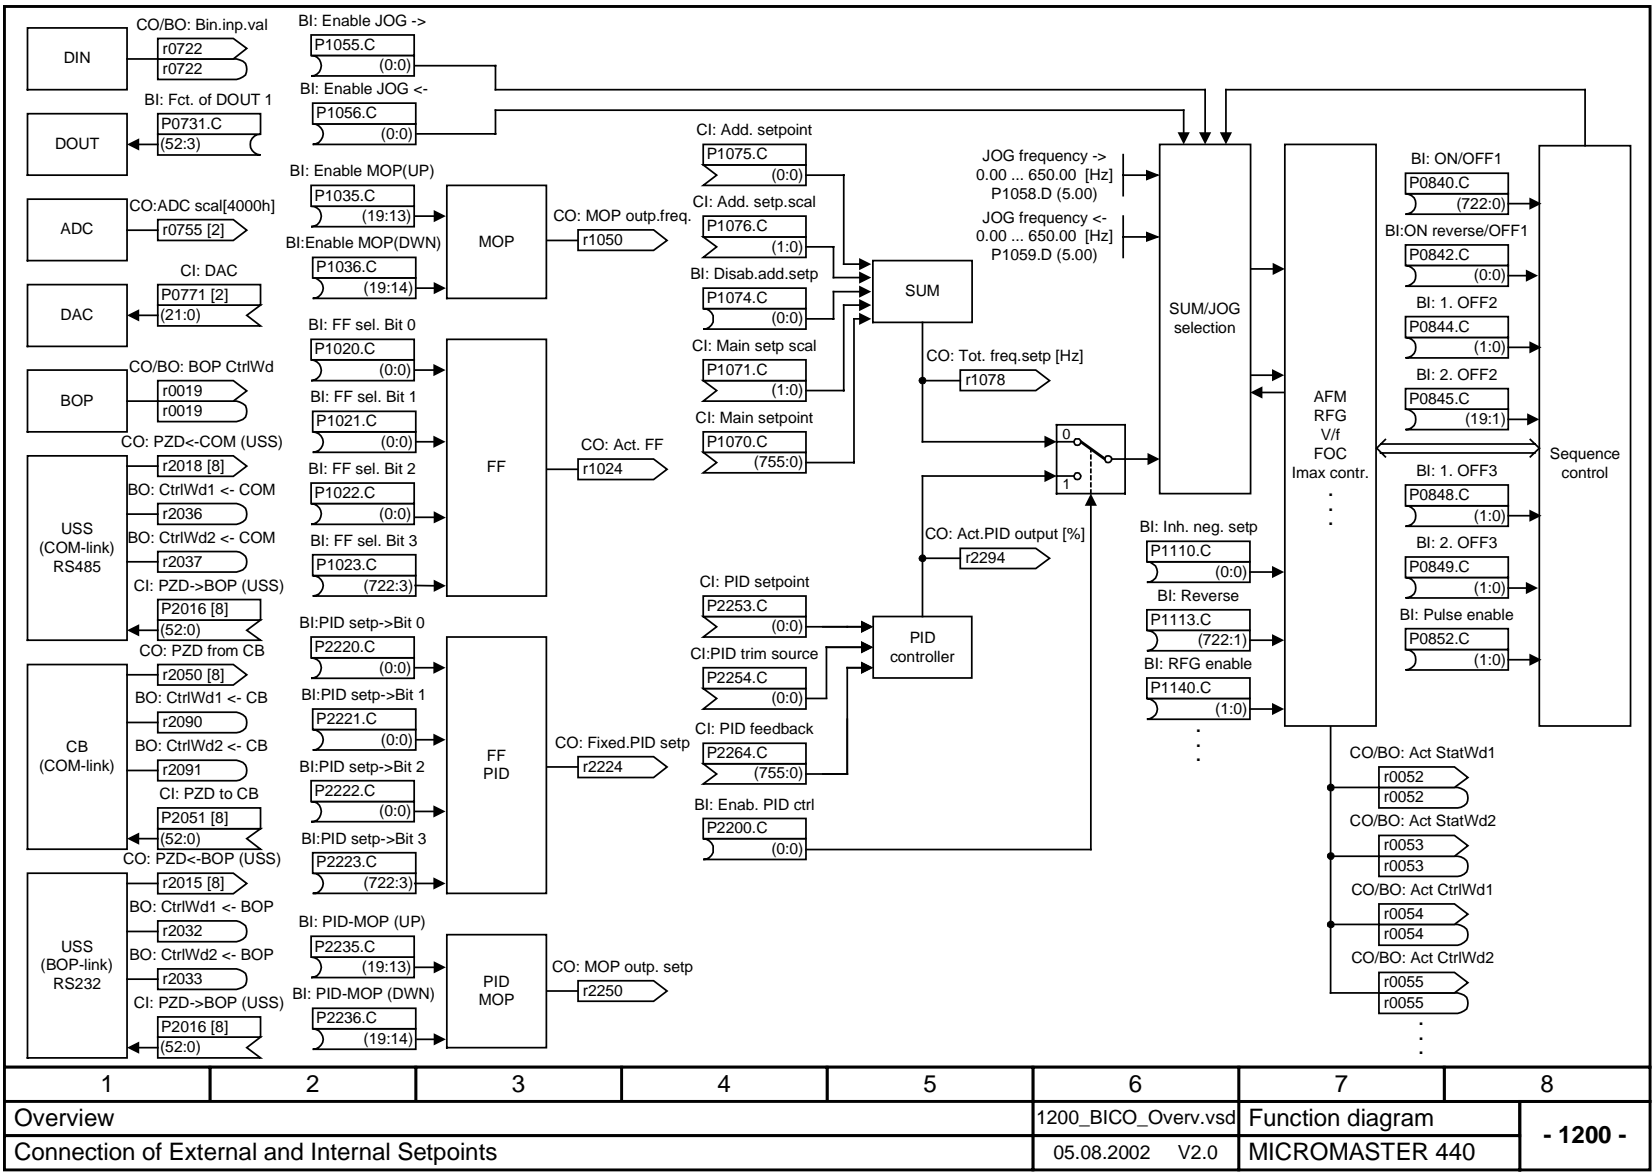 CO/BO: Bin.inp.val
DIN
r0722
r0722
BI: Fct. of DOUT 1
DOUT
P0731.C
(52:3)
CO:ADC scal[4000h]
ADC
r0755 [2]
CI: DAC
DAC
P0771 [2]
(21:0)
CO/BO: BOP CtrlWd
BOP
r0019
r0019
CO: PZD<-COM (USS)
r2018 [8]
BO: CtrlWd1 <- COM
r2036
BO: CtrlWd2 <- COM
r2037
USS
(COM-link)
RS485
CI: PZD->BOP (USS)
P2016 [8]
(52:0)
CO: PZD from CB
r2050 [8]
BO: CtrlWd1 <- CB
r2090
BO: CtrlWd2 <- CB
r2091
CB
(COM-link)
CI: PZD to CB
P2051 [8]
(52:0)
CO: PZD<-BOP (USS)
r2015 [8]
BO: CtrlWd1 <- BOP
r2032
BO: CtrlWd2 <- BOP
r2033
USS
(BOP-link)
RS232
CI: PZD->BOP (USS)
P2016 [8]
(52:0)
BI: Enable JOG ->
P1055.C
(0:0)
BI: Enable JOG <-
P1056.C
(0:0)
BI: Enable MOP(UP)
P1035.C
(19:13)
BI:Enable MOP(DWN)
P1036.C
(19:14)
MOP
CO: MOP outp.freq.
r1050
BI: FF sel. Bit 0
P1020.C
(0:0)
BI: FF sel. Bit 1
P1021.C
(0:0)
BI: FF sel. Bit 2
P1022.C
(0:0)
BI: FF sel. Bit 3
P1023.C
(722:3)
FF
CO: Act. FF
r1024
BI:PID setp->Bit 0
P2220.C
(0:0)
BI:PID setp->Bit 1
P2221.C
(0:0)
BI:PID setp->Bit 2
P2222.C
(0:0)
BI:PID setp->Bit 3
P2223.C
(722:3)
FF
PID
CO: Fixed.PID setp
r2224
BI: PID-MOP (UP)
P2235.C
(19:13)
BI: PID-MOP (DWN)
P2236.C
(19:14)
PID
MOP
CO: MOP outp. setp
r2250
CI: Add. setpoint
P1075.C
(0:0)
CI: Add. setp.scal
P1076.C
(1:0)
BI: Disab.add.setp
P1074.C
(0:0)
CI: Main setp scal
P1071.C
(1:0)
CI: Main setpoint
P1070.C
(755:0)
SUM
CO: Tot. freq.setp [Hz]
r1078
CO: Act.PID output [%]
r2294
CI: PID setpoint
P2253.C
(0:0)
CI:PID trim source
P2254.C
(0:0)
CI: PID feedback
P2264.C
(755:0)
BI: Enab. PID ctrl
P2200.C
(0:0)
PID
controller
0
1
JOG frequency ->
0.00 ... 650.00 [Hz]
P1058.D (5.00)
JOG frequency <-
0.00 ... 650.00 [Hz]
P1059.D (5.00)
SUM/JOG
selection
BI: Inh. neg. setp
P1110.C
(0:0)
BI: Reverse
P1113.C
(722:1)
BI: RFG enable
P1140.C
(1:0)
.
.
.
AFM
RFG
V/f
FOC
Imax contr.
.
.
.
BI: ON/OFF1
P0840.C
(722:0)
BI:ON reverse/OFF1
P0842.C
(0:0)
BI: 1. OFF2
P0844.C
(1:0)
BI: 2. OFF2
P0845.C
(19:1)
BI: 1. OFF3
P0848.C
(1:0)
BI: 2. OFF3
P0849.C
(1:0)
BI: Pulse enable
P0852.C
(1:0)
Sequence
control
CO/BO: Act StatWd1
r0052
r0052
CO/BO: Act StatWd2
r0053
r0053
CO/BO: Act CtrlWd1
r0054
r0054
CO/BO: Act CtrlWd2
r0055
r0055
.
.
.
1 2 3 4 5 6 7 8
Overview 1200_BICO_Overv.vsd Function diagram
- 1200 -
Connection of External and Internal Setpoints 05.08.2002 V2.0 MICROMASTER 440